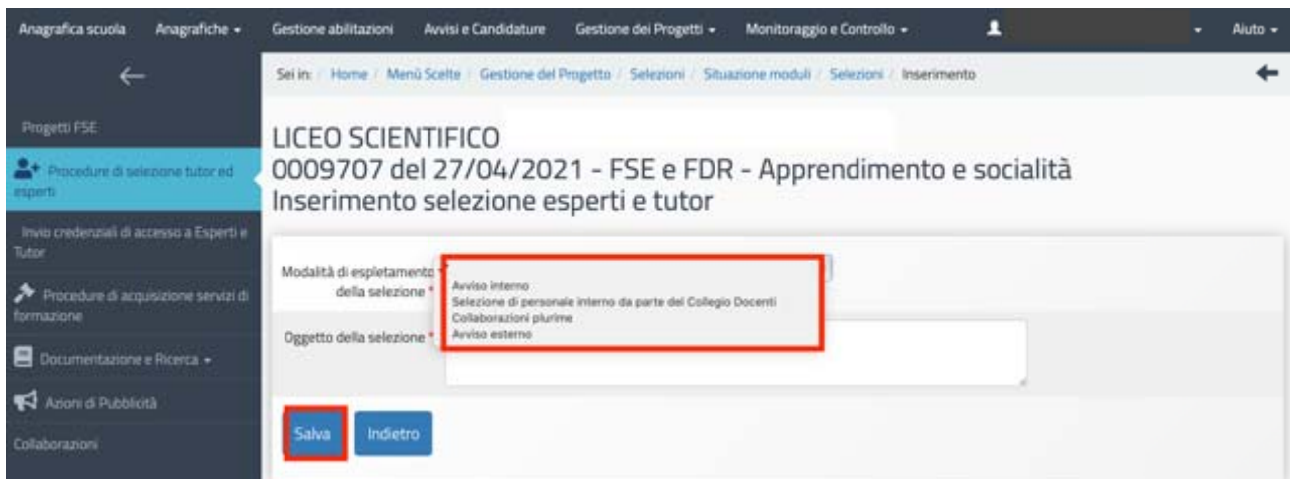 Anagrafica scuola Anagrafiche Gestione abilitazioni Avvisi e Candidature Gestione dei Progetti Monitoraggio e Controllo Aiuto
Sei in: / Home / Menù Scelte / Gestione del Progetto / Selezioni / Situazione moduli / Selezioni / Inserimento
Progetti FSE
Procedure di selezione tutor ed
esperti
Invio credenziali di accesso a Esperti e
Tutor
Procedure di acquisizione servizi di
formazione
Documentazione e Ricerca
Azioni di Pubblicità
Collaborazioni
LICEO SCIENTIFICO
0009707 del 27/04/2021 - FSE e FDR - Apprendimento e socialità
Inserimento selezione esperti e tutor
Modalità di espletamento
della selezione *
Avviso interno
Selezione di personale interno da parte del Collegio Docenti
Collaborazioni plurime
Avviso esterno
Oggetto della selezione *
Salva Indietro